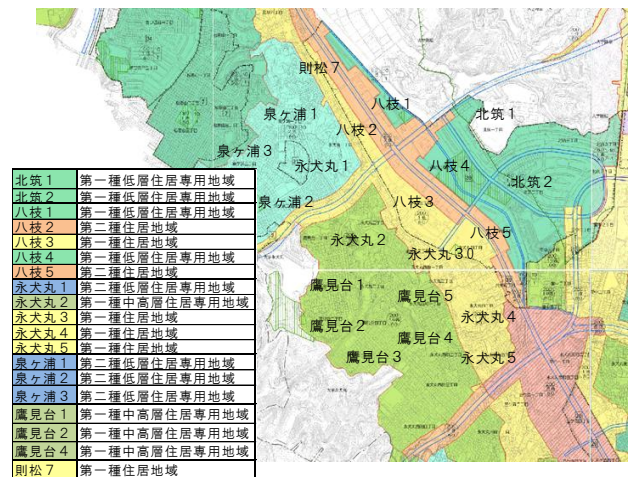 則松7
八枝1
北筑1
泉ヶ浦1
八枝2
泉ヶ浦3
永犬丸1
八枝4
北筑2
泉ヶ浦2
八枝3
永犬丸2
八枝5
永犬丸30
鷹見台1
鷹見台5
永犬丸4
鷹見台2
鷹見台4
鷹見台3
永犬丸5
北筑1 第一種低層住居専用地域
北筑2 第一種低層住居専用地域
八枝1 第一種低層住居専用地域
八枝2 第二種住居地域
八枝3 第一種住居地域
八枝4 第一種低層住居専用地域
八枝5 第二種住居地域
永犬丸1 第二種低層住居専用地域
永犬丸2 第一種中高層住居専用地域
永犬丸3 第一種住居地域
永犬丸4 第一種住居地域
永犬丸5 第一種住居地域
泉ヶ浦1 第二種低層住居専用地域
泉ヶ浦2 第二種低層住居専用地域
泉ヶ浦3 第二種低層住居専用地域
鷹見台1 第一種中高層住居専用地域
鷹見台2 第一種中高層住居専用地域
鷹見台4 第一種中高層住居専用地域
則松7 第一種住居地域